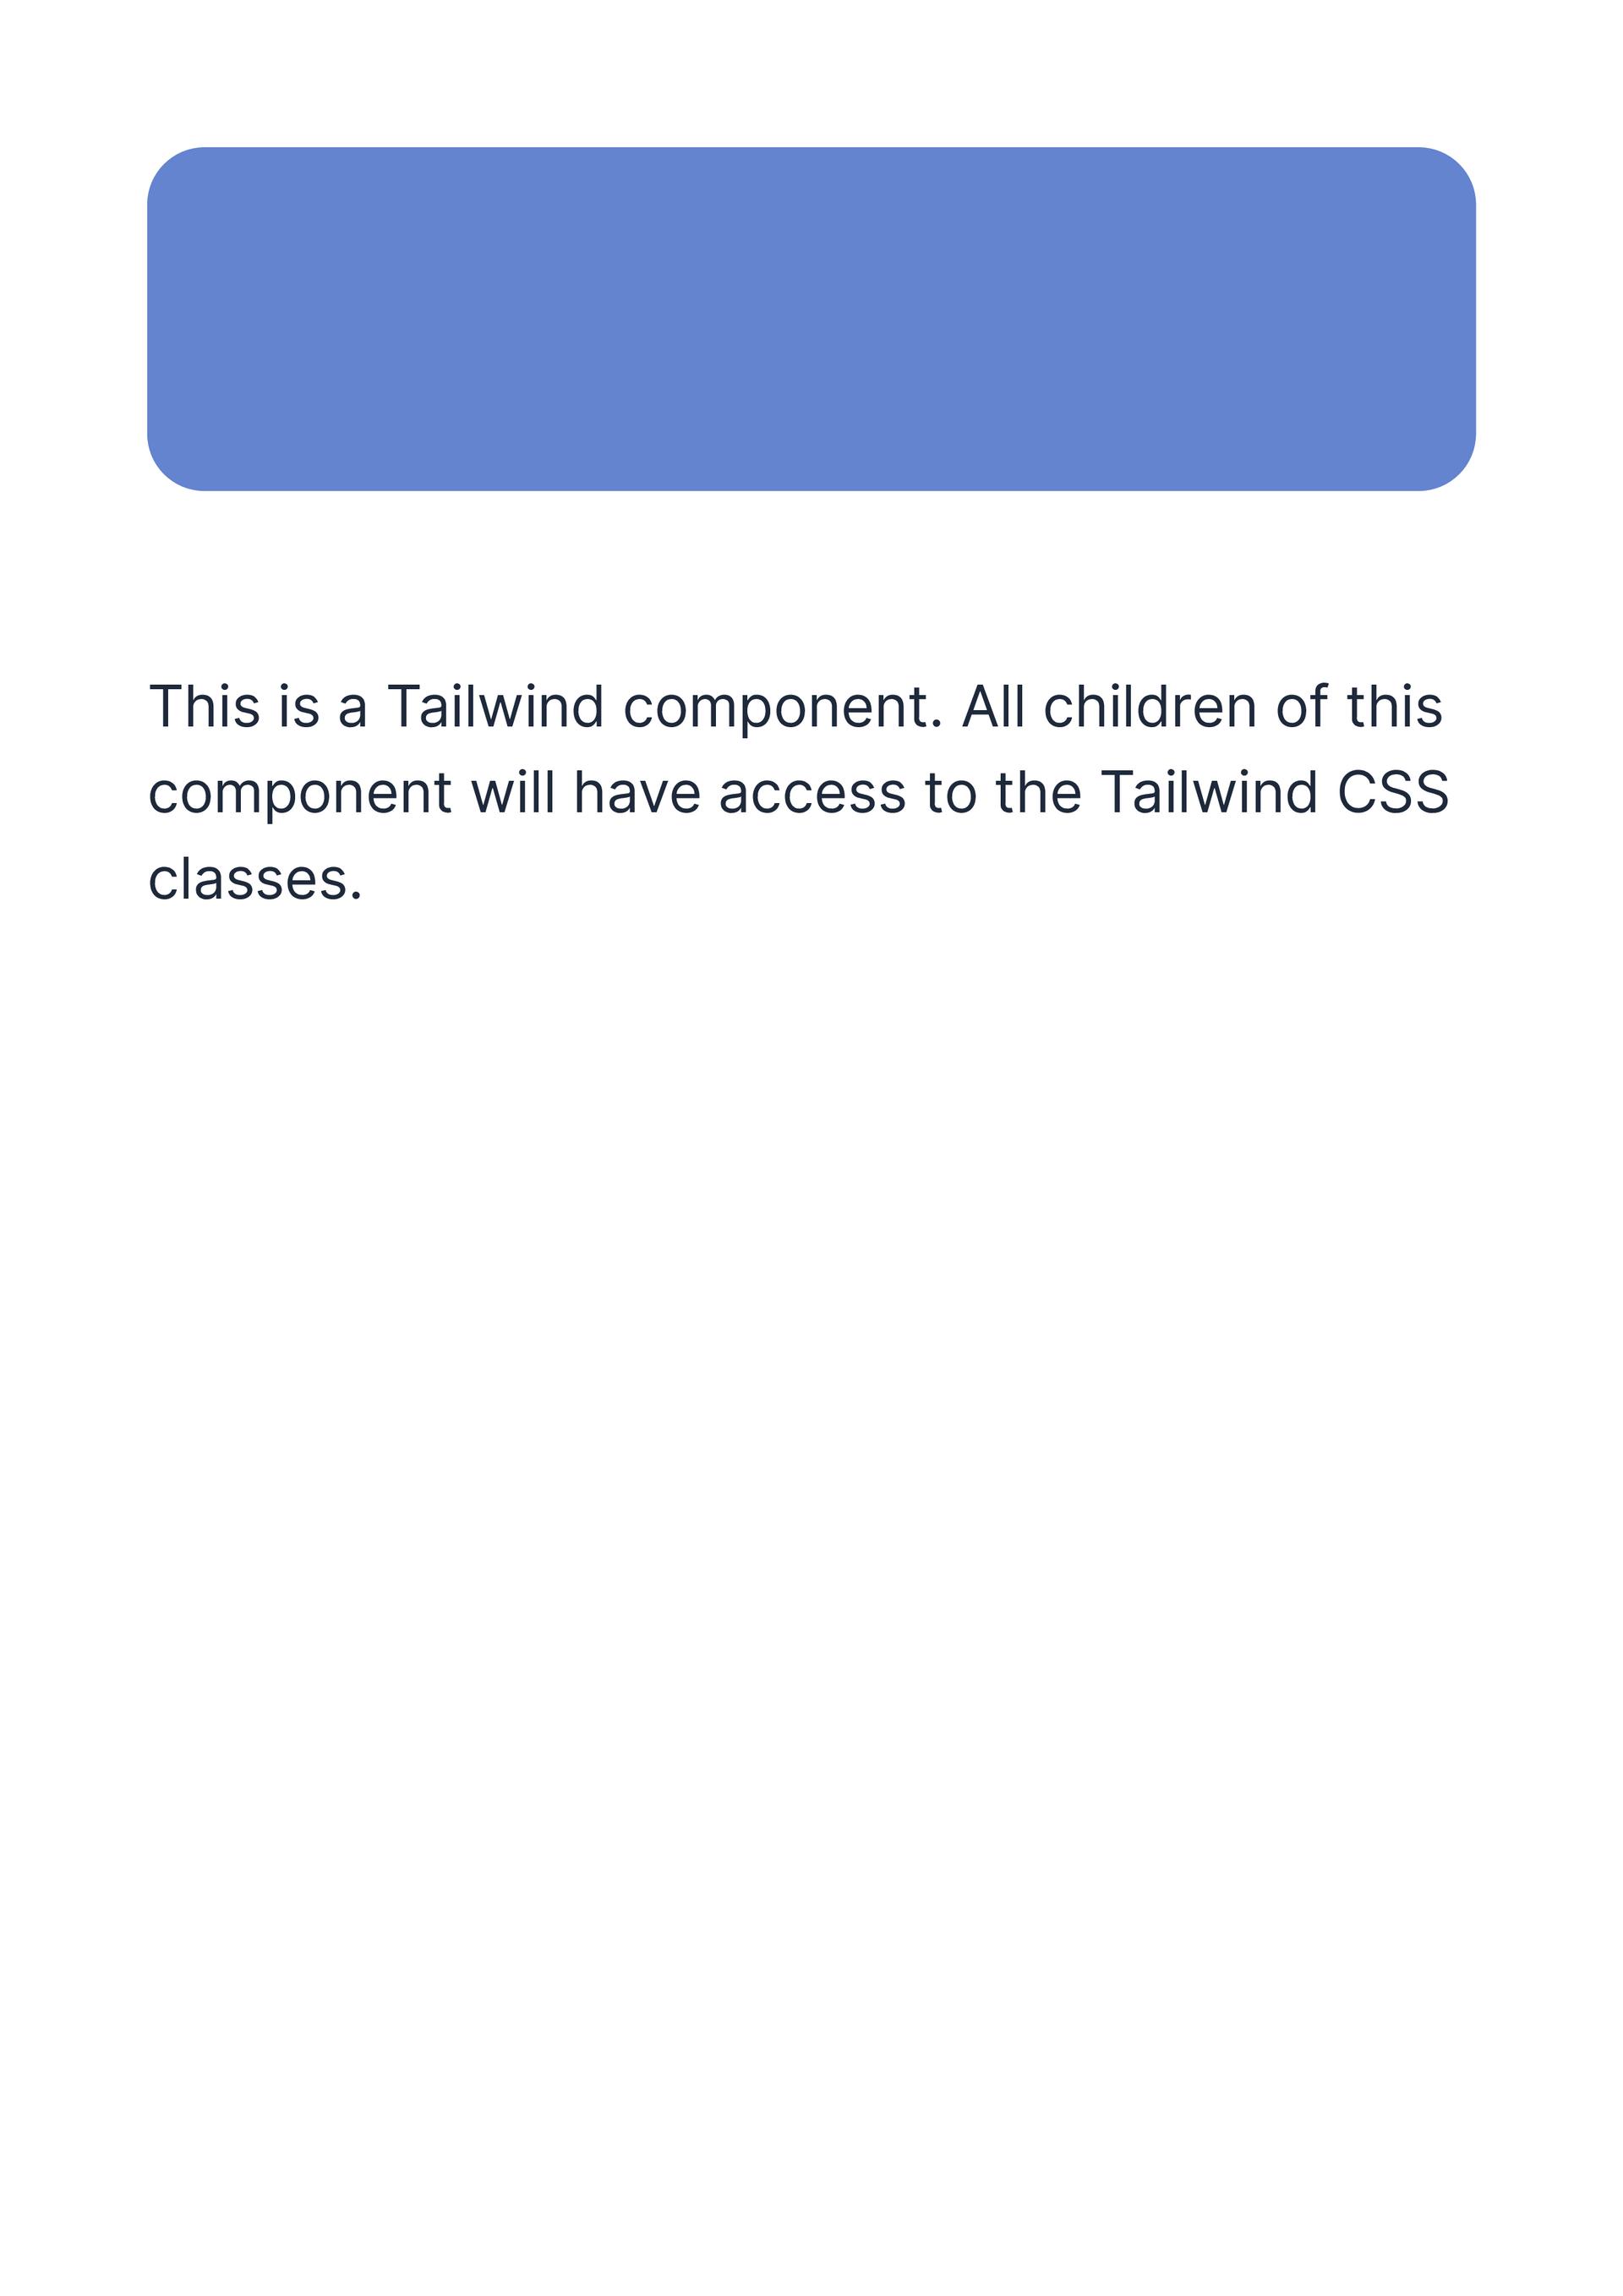 This is a Tailwind component. All children of this
component will have access to the Tailwind CSS
classes.